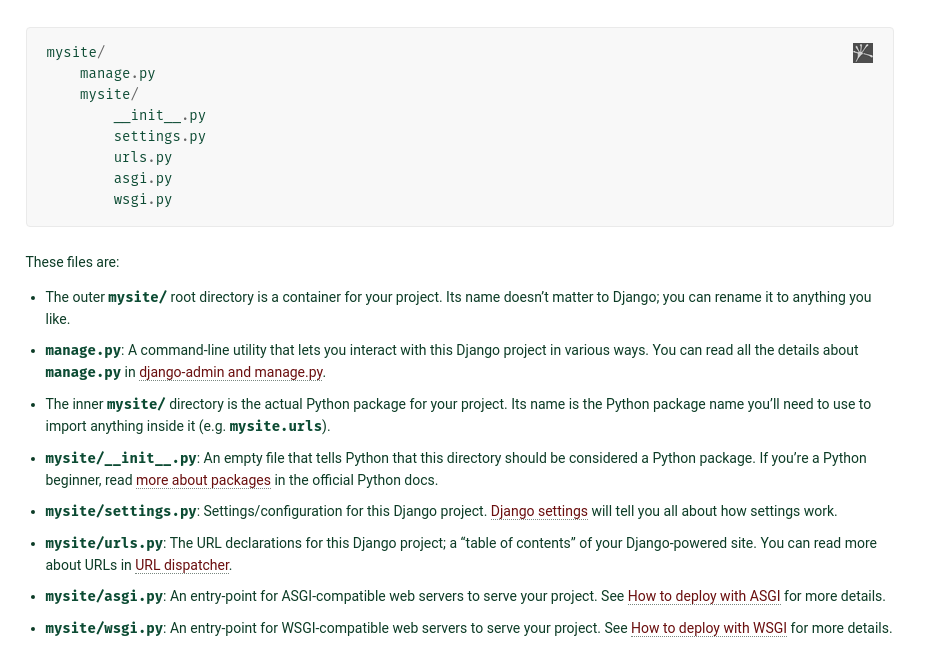 mysite/
    manage.py
    mysite/
        __init__.py
        settings.py
        urls.py
        asgi.py
        wsgi.py
These files are:
• The outer mysite/ root directory is a container for your project. Its name doesn’t matter to Django; you can rename it to anything you
like.
• manage.py: A command-line utility that lets you interact with this Django project in various ways. You can read all the details about
manage.py in django-admin and manage.py.
• The inner mysite/ directory is the actual Python package for your project. Its name is the Python package name you’ll need to use to
import anything inside it (e.g. mysite.urls).
• mysite/__init__.py: An empty file that tells Python that this directory should be considered a Python package. If you’re a Python
beginner, read more about packages in the official Python docs.
• mysite/settings.py: Settings/configuration for this Django project. Django settings will tell you all about how settings work.
• mysite/urls.py: The URL declarations for this Django project; a “table of contents” of your Django-powered site. You can read more
about URLs in URL dispatcher.
• mysite/asgi.py: An entry-point for ASGI-compatible web servers to serve your project. See How to deploy with ASGI for more details.
• mysite/wsgi.py: An entry-point for WSGI-compatible web servers to serve your project. See How to deploy with WSGI for more details.